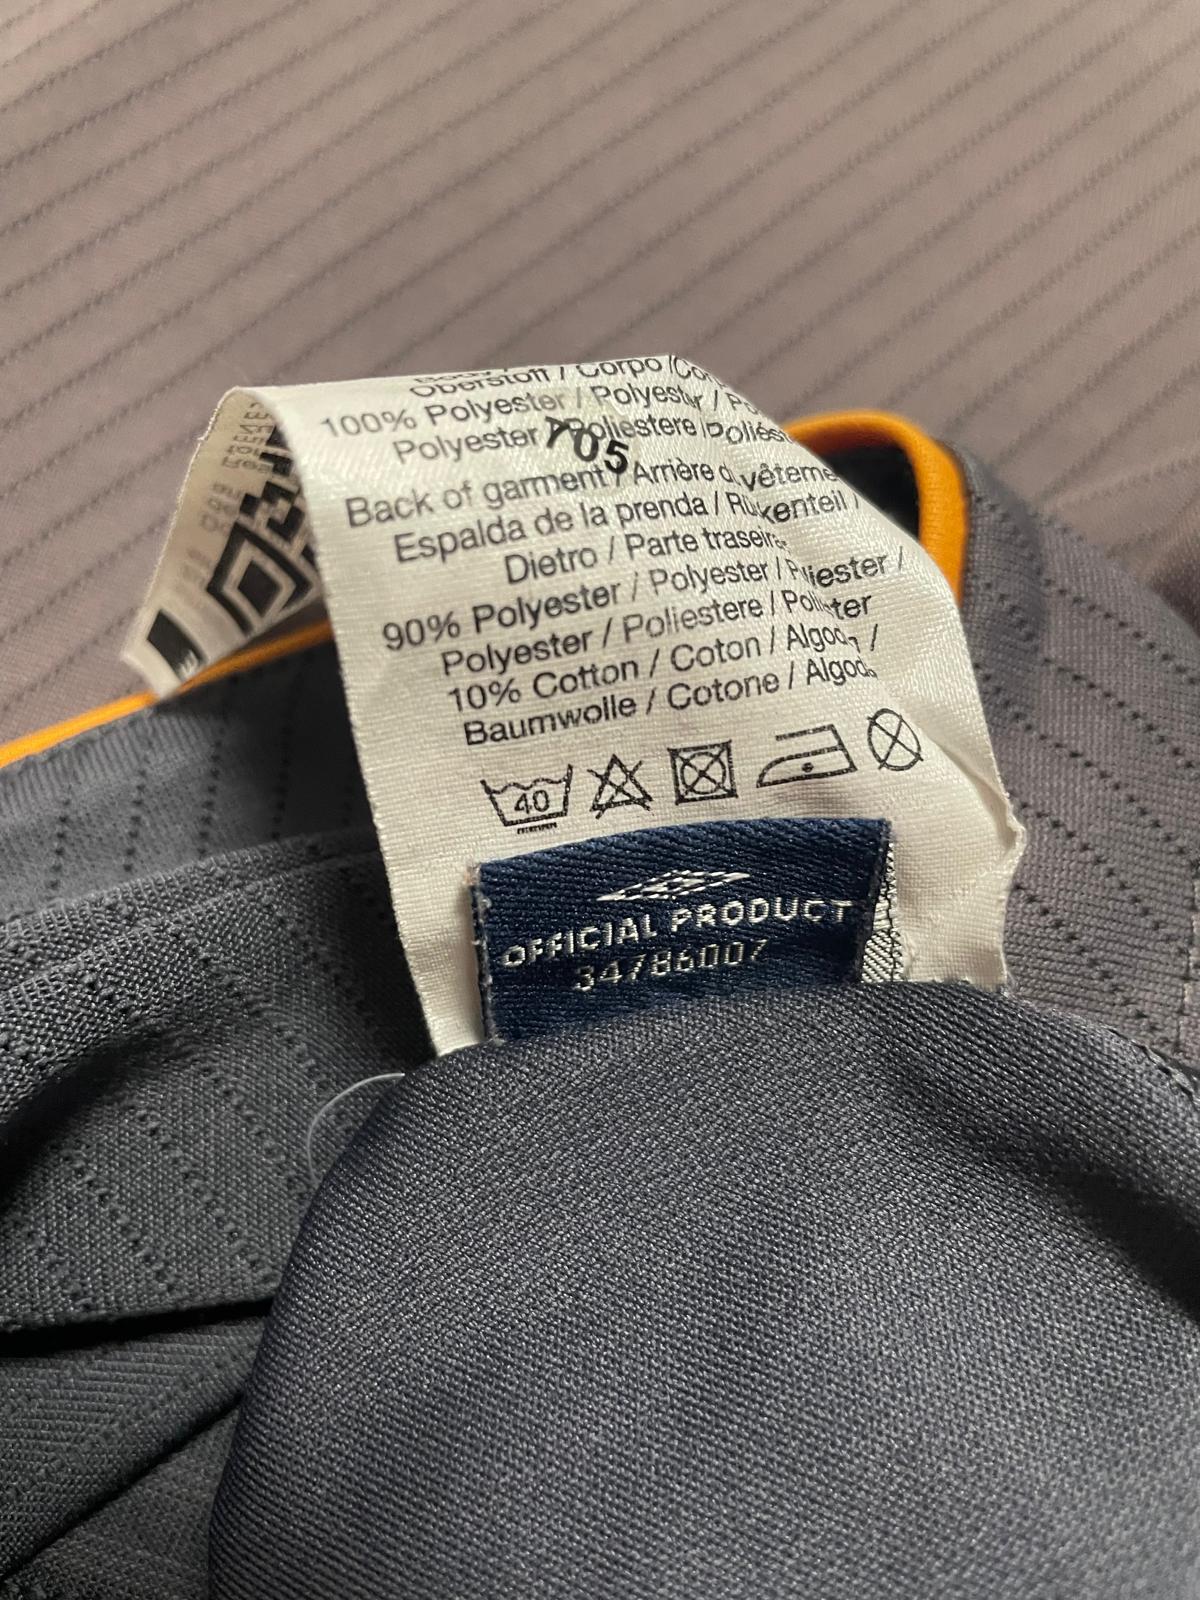 Oberstoff / Corpo
100% Polyester / Polyester /
Polyester / Poliestere
705
Back of garment / Arrière du vêtement
Espalda de la prenda / Rückenteil /
Dietro / Parte traseira
90% Polyester / Polyester / Poliester /
Polyester / Poliestere / Poliéster
10% Cotton / Coton / Algodón /
Baumwolle / Cotone / Algodão
40
OFFICIAL PRODUCT
34786007